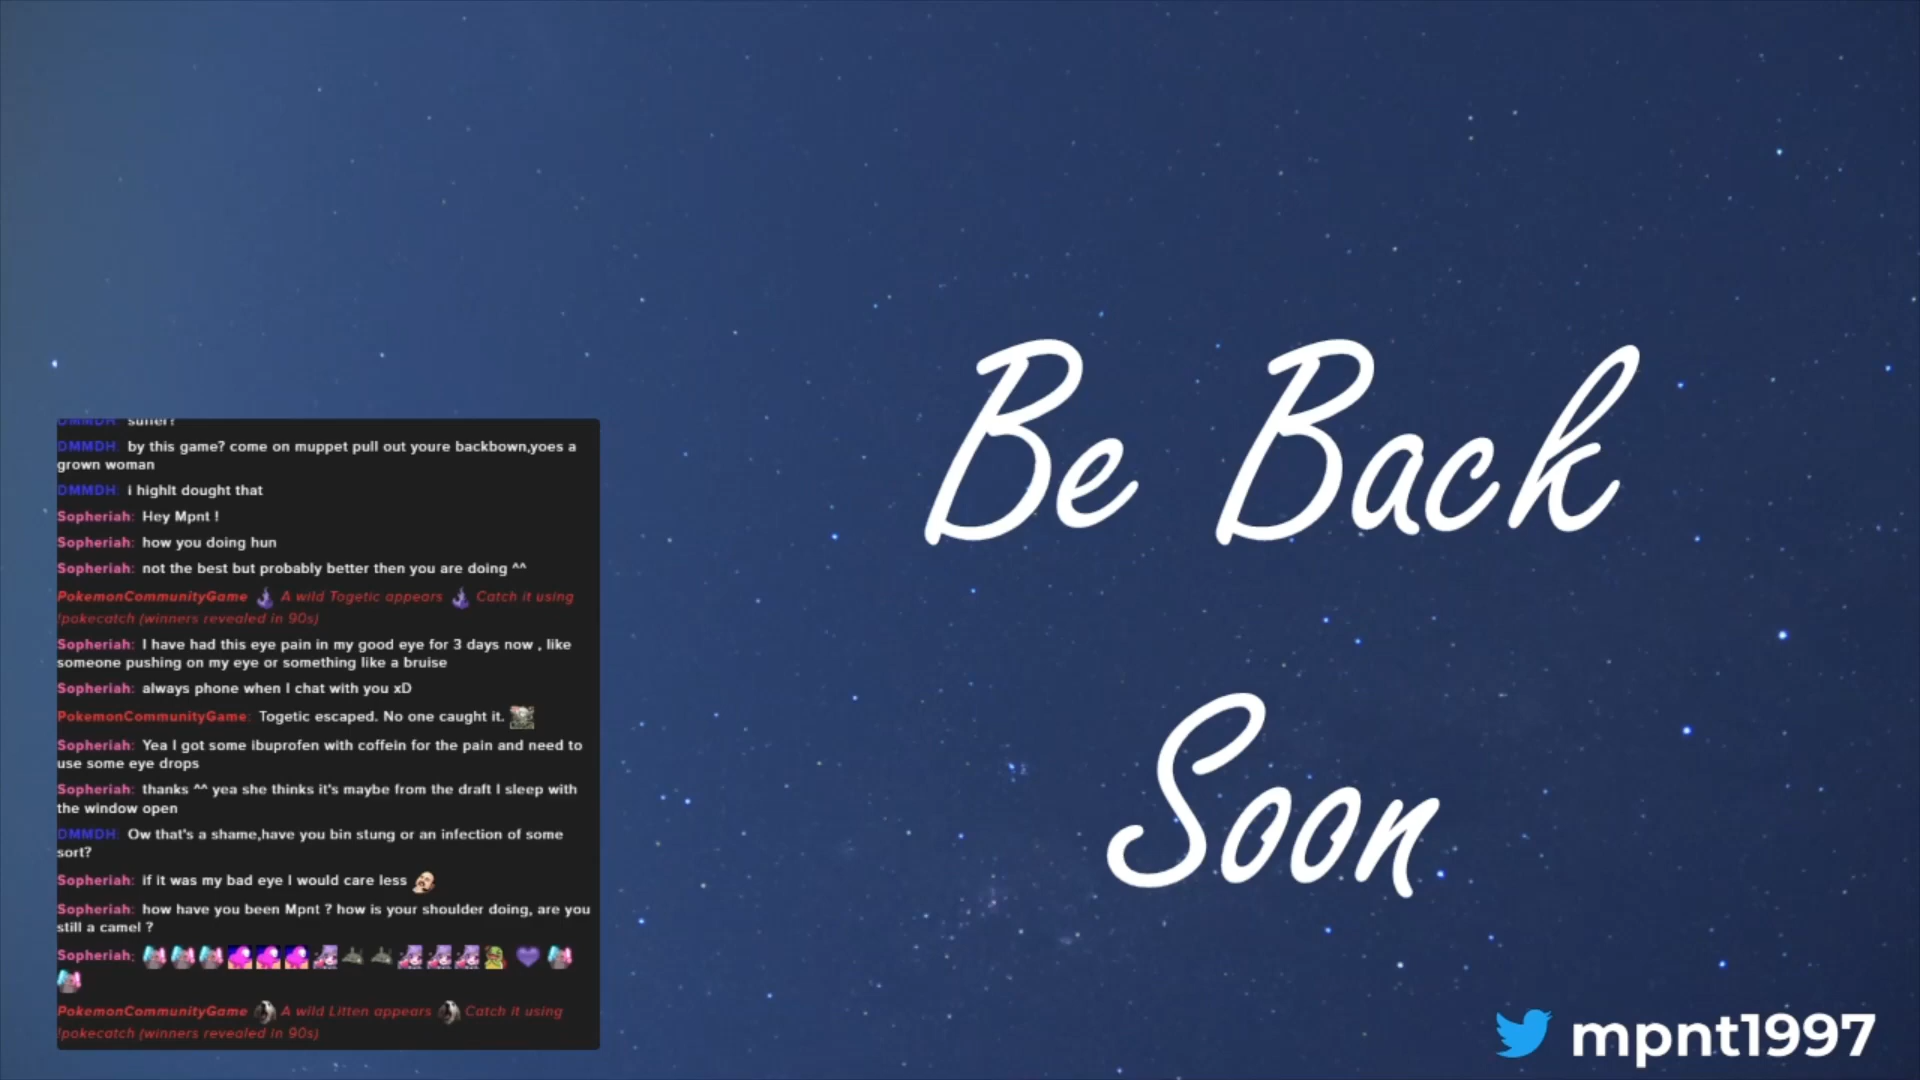 DMMDH: suffer?
DMMDH: by this game? come on muppet pull out youre backbown,yoes a
grown woman
DMMDH: i highlt dought that
Sopheriah: Hey Mpnt !
Sopheriah: how you doing hun
Sopheriah: not the best but probably better then you are doing ^^
PokemonCommunityGame A wild Togetic appears Catch it using
!pokecatch (winners revealed in 90s)
Sopheriah: I have had this eye pain in my good eye for 3 days now , like
someone pushing on my eye or something like a bruise
Sopheriah: always phone when I chat with you xD
PokemonCommunityGame: Togetic escaped. No one caught it.
Sopheriah: Yea I got some ibuprofen with coffein for the pain and need to
use some eye drops
Sopheriah: thanks ^^ yea she thinks it's maybe from the draft I sleep with
the window open
DMMDH: Ow that's a shame,have you bin stung or an infection of some
sort?
Sopheriah: if it was my bad eye I would care less
Sopheriah: how have you been Mpnt ? how is your shoulder doing, are you
still a camel ?
Sopheriah:
PokemonCommunityGame A wild Litten appears Catch it using
!pokecatch (winners revealed in 90s)
Be Back
Soon
mpnt1997